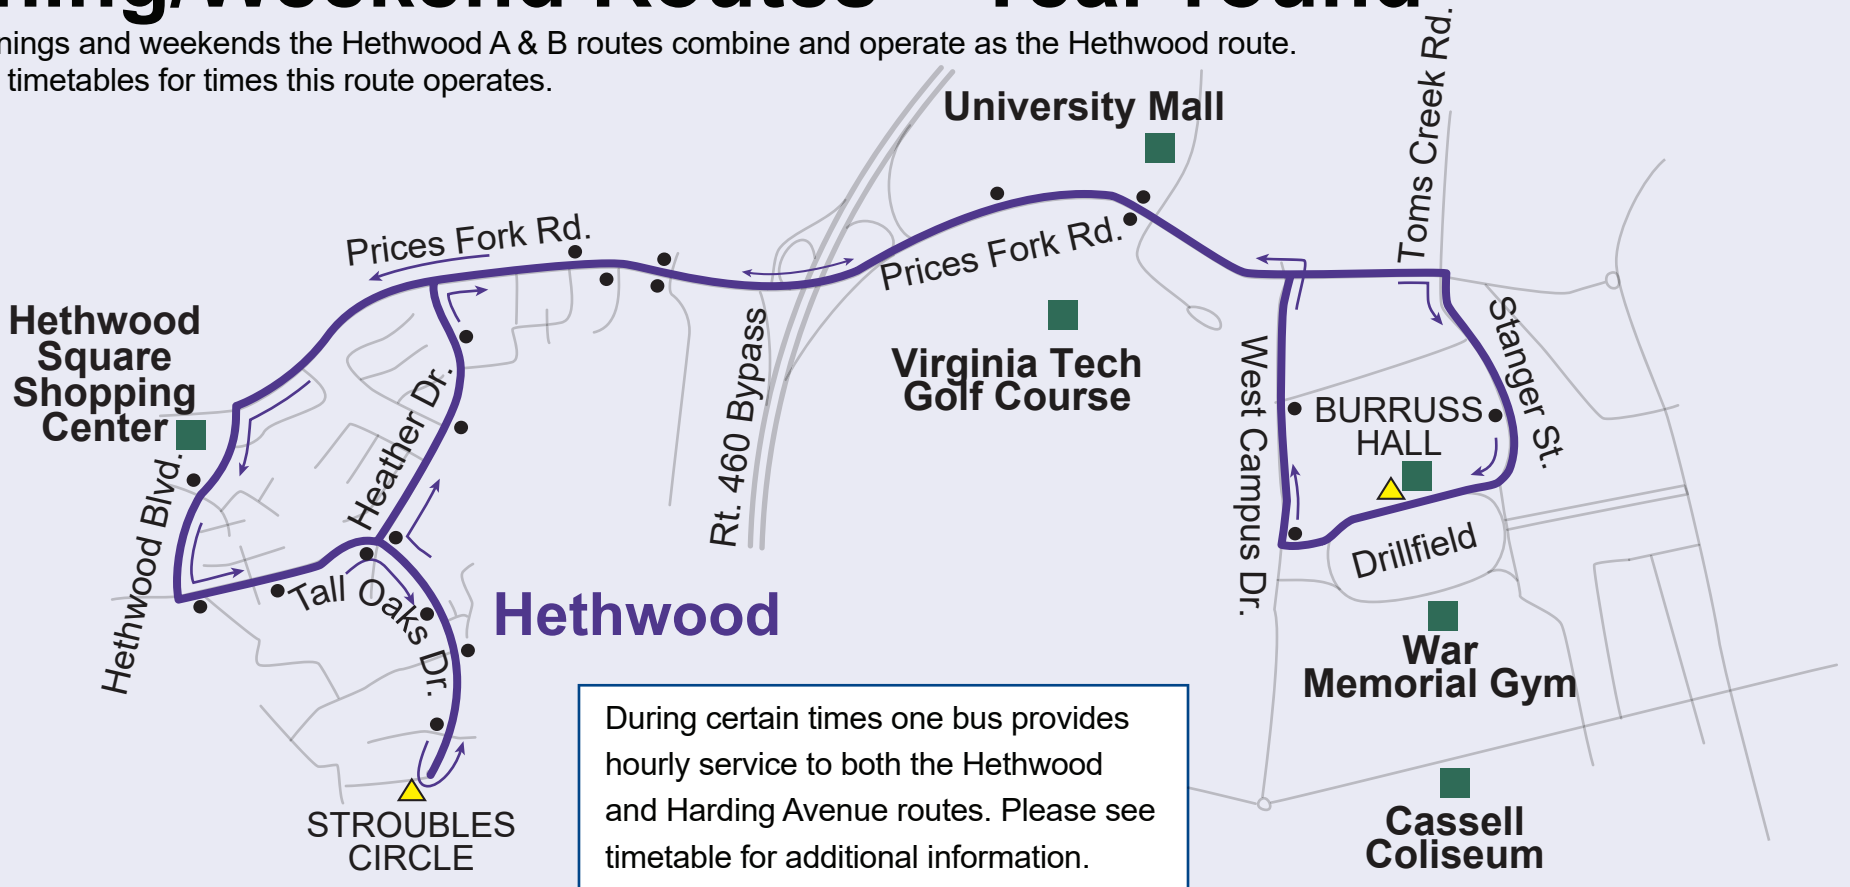 Routes
nings and weekends the Hethwood A & B routes combine and operate as the Hethwood route.
timetables for times this route operates.
Toms Creek Rd.
University Mall
Prices Fork Rd.
Prices Fork Rd.
Hethwood
Square
Shopping
Center
Heather Dr.
Rt. 460 Bypass
Virginia Tech
Golf Course
West Campus Dr.
Stanger St.
BURRUSS
HALL
Drillfield
Hethwood Blvd.
Tall Oaks Dr.
Hethwood
War
Memorial Gym
STROUBLES
CIRCLE
During certain times one bus provides
hourly service to both the Hethwood
and Harding Avenue routes. Please see
timetable for additional information.
Cassell
Coliseum